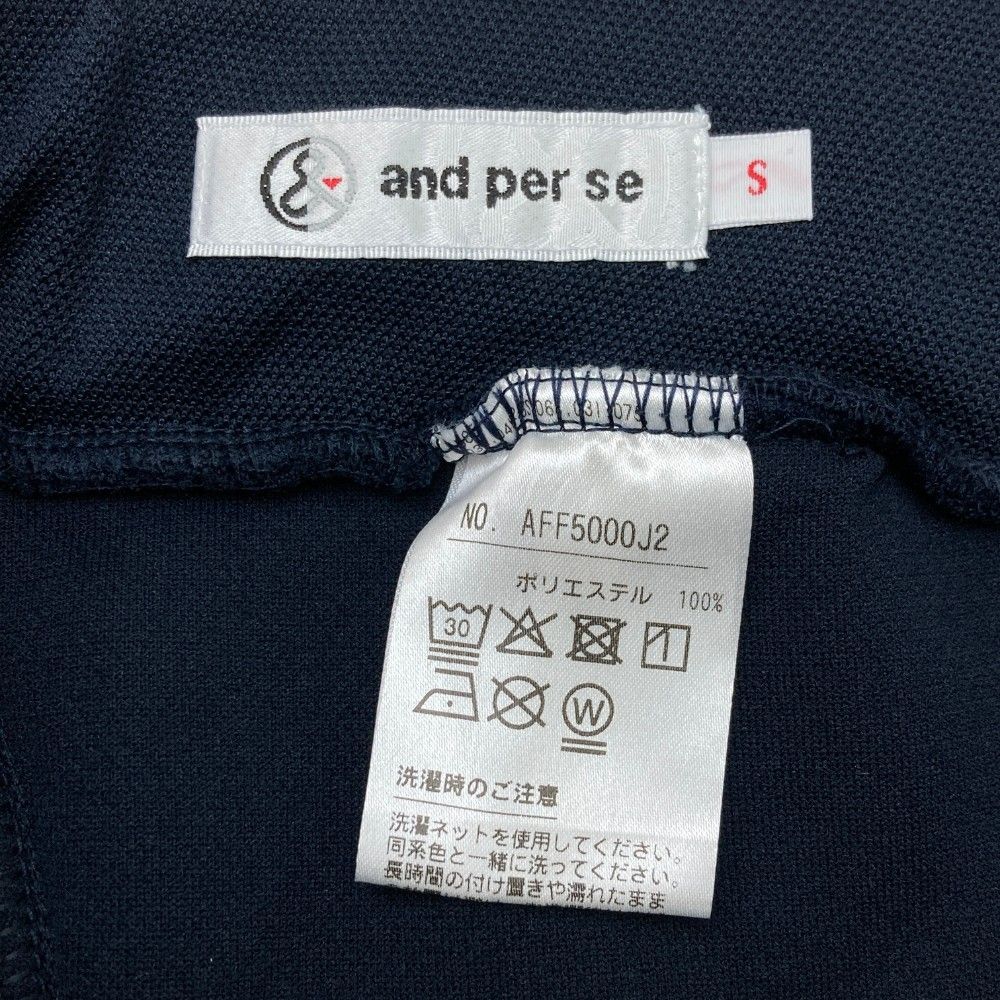 and per se
S
NO. AFF5000J2
ポリエステル 100%
30
W
洗濯時のご注意
洗濯ネットを使用してください。
同系色と一緒に洗ってください。
長時間の付け置きや濡れたまま